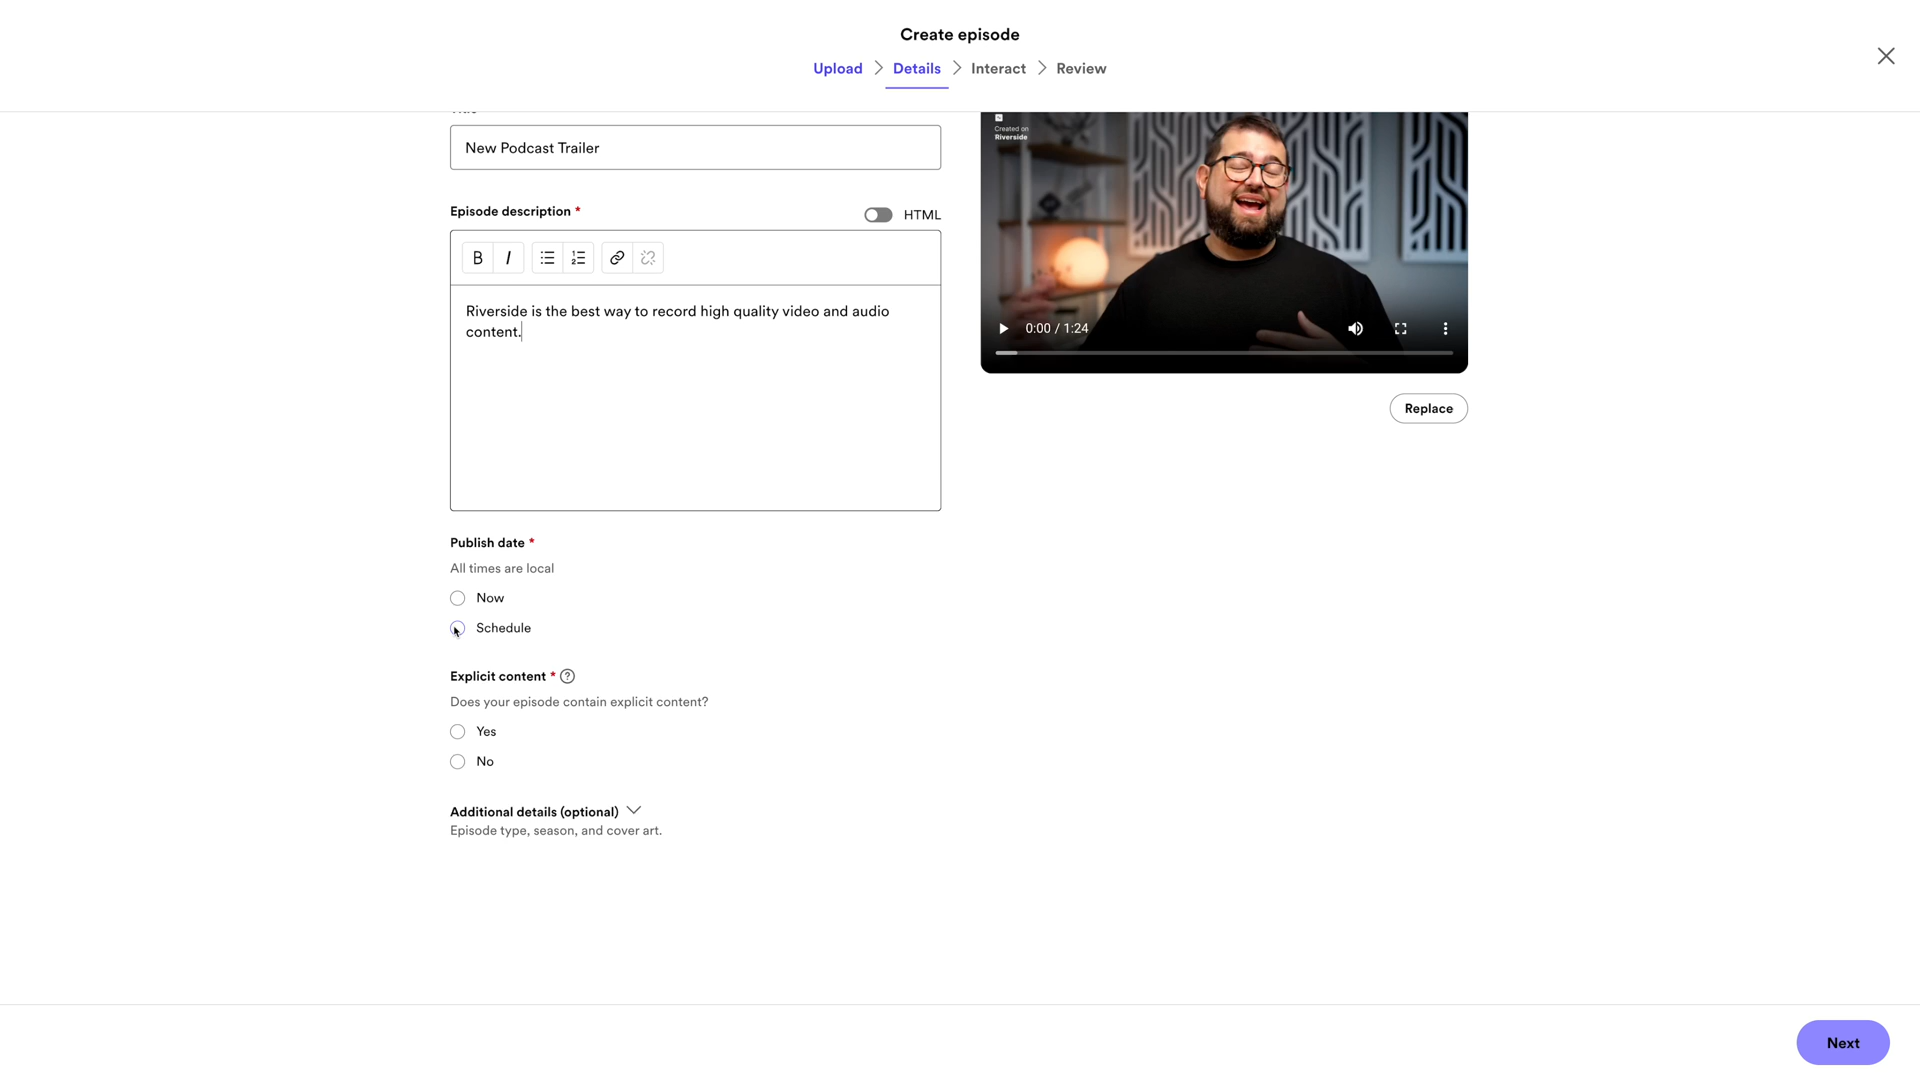 Create episode
Upload > Details > Interact > Review
New Podcast Trailer
Episode description *
HTML
B I
Riverside is the best way to record high quality video and audio
content.
Created on
Riverside
0:00 / 1:24
Replace
Publish date *
All times are local
Now
Schedule
Explicit content * ?
Does your episode contain explicit content?
Yes
No
Additional details (optional)
Episode type, season, and cover art.
Next